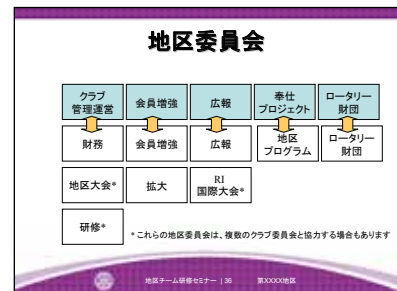 地区委員会
クラブ
管理運営
会員増強
広報
奉仕
プロジェクト
ロータリー
財団
財務
会員増強
広報
地区
プログラム
ロータリー
財団
地区大会*
拡大
RI
国際大会*
研修*
*これらの地区委員会は、複数のクラブ委員会と協力する場合もあります
地区チーム研修セミナー | 36 第XXXX地区